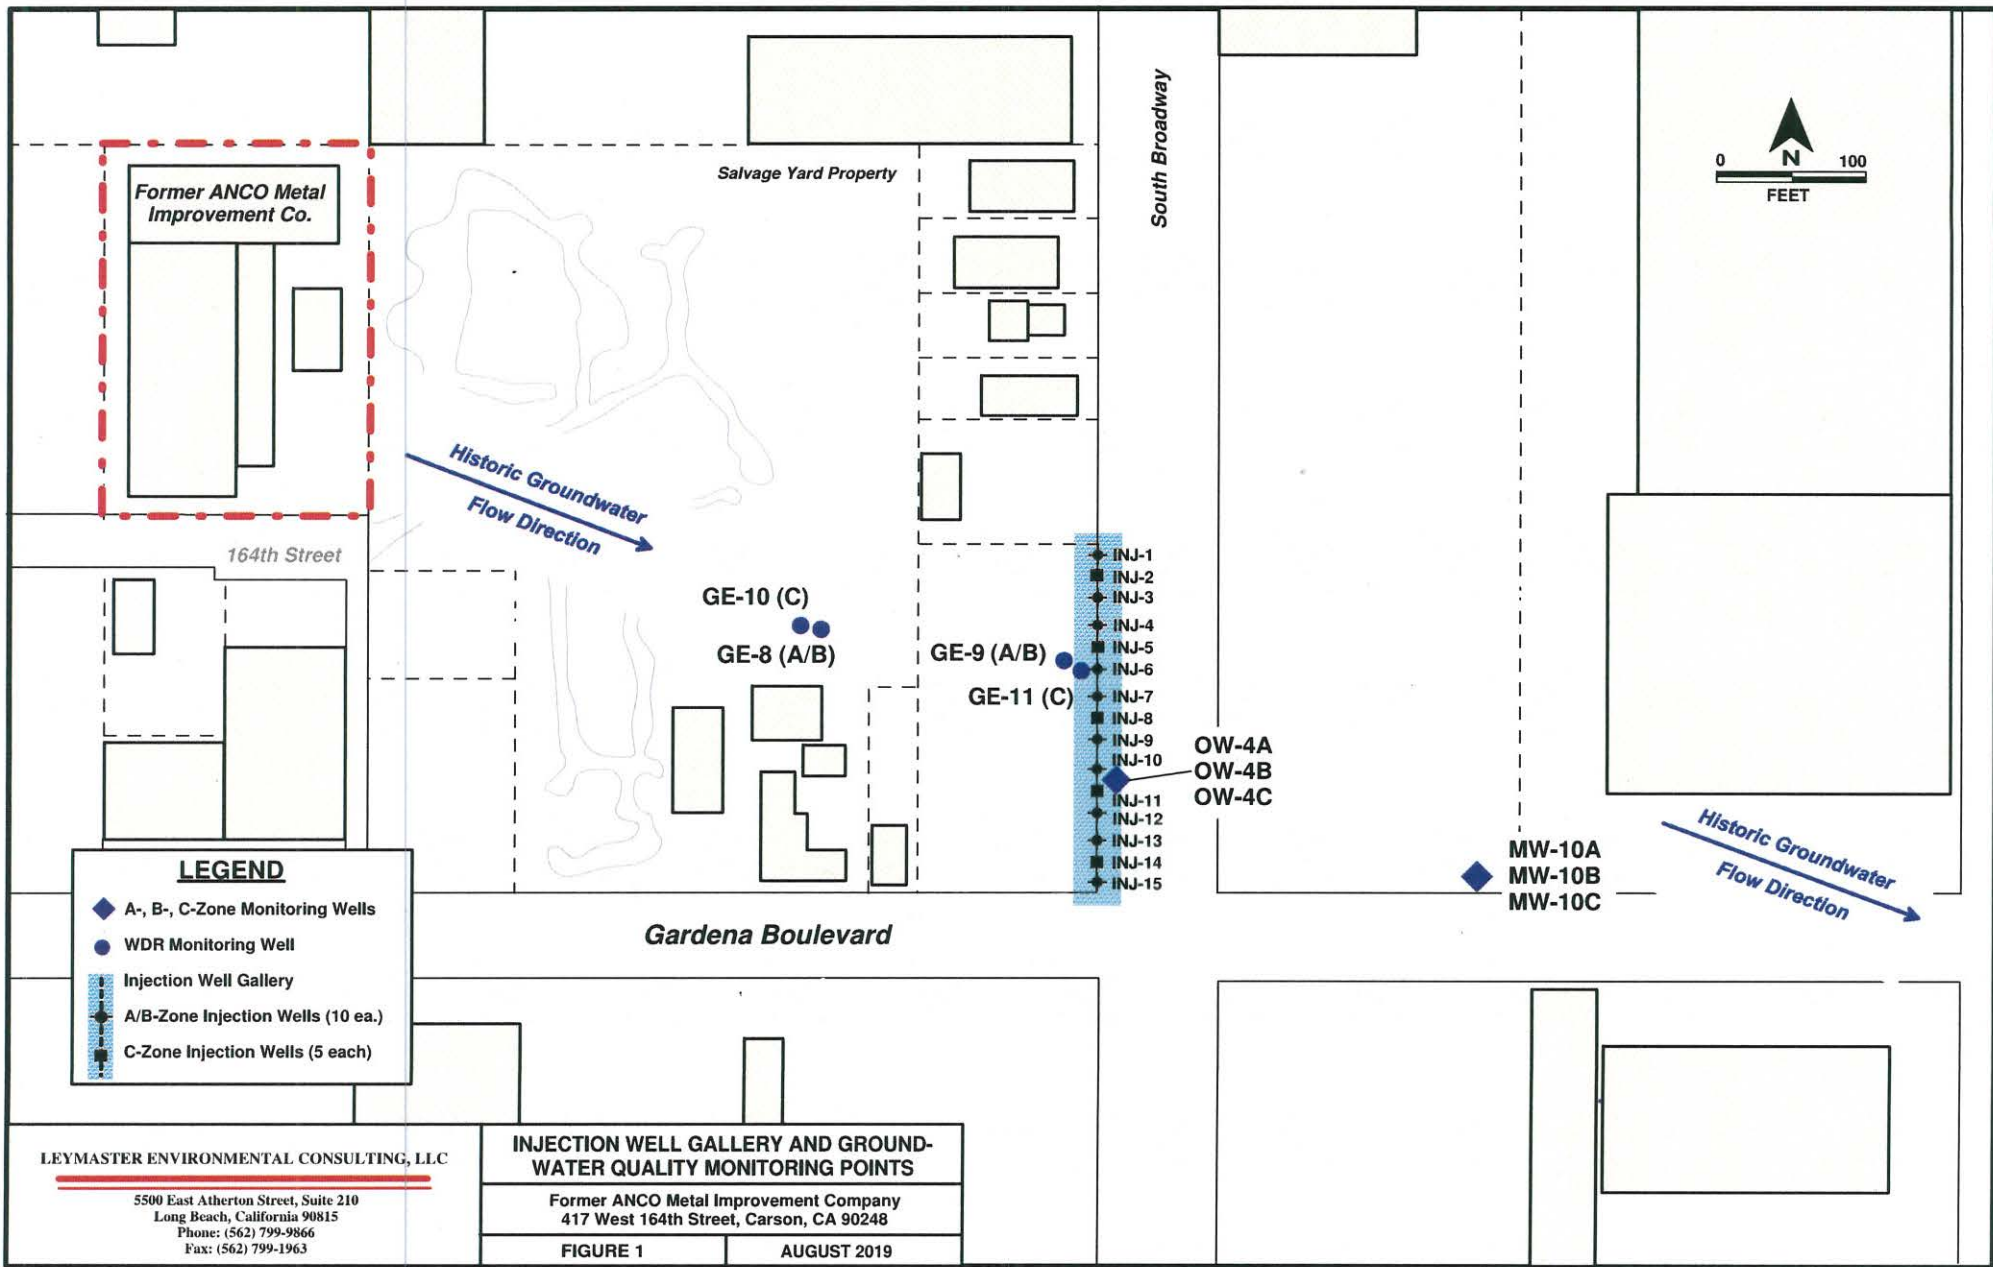 South Broadway
0 N 100
FEET
Salvage Yard Property
Former ANCO Metal
Improvement Co.
Historic Groundwater
Flow Direction
164th Street
GE-10 (C)
GE-8 (A/B)
GE-9 (A/B)
GE-11 (C)
INJ-1
INJ-2
INJ-3
INJ-4
INJ-5
INJ-6
INJ-7
INJ-8
INJ-9
INJ-10
INJ-11
INJ-12
INJ-13
INJ-14
INJ-15
OW-4A
OW-4B
OW-4C
MW-10A
MW-10B
MW-10C
Historic Groundwater
Flow Direction
Gardena Boulevard
LEGEND
A-, B-, C-Zone Monitoring Wells
WDR Monitoring Well
Injection Well Gallery
A/B-Zone Injection Wells (10 ea.)
C-Zone Injection Wells (5 each)
LEYMASTER ENVIRONMENTAL CONSULTING, LLC
5500 East Atherton Street, Suite 210
Long Beach, California 90815
Phone: (562) 799-9866
Fax: (562) 799-1963
INJECTION WELL GALLERY AND GROUND-
WATER QUALITY MONITORING POINTS
Former ANCO Metal Improvement Company
417 West 164th Street, Carson, CA 90248
FIGURE 1
AUGUST 2019